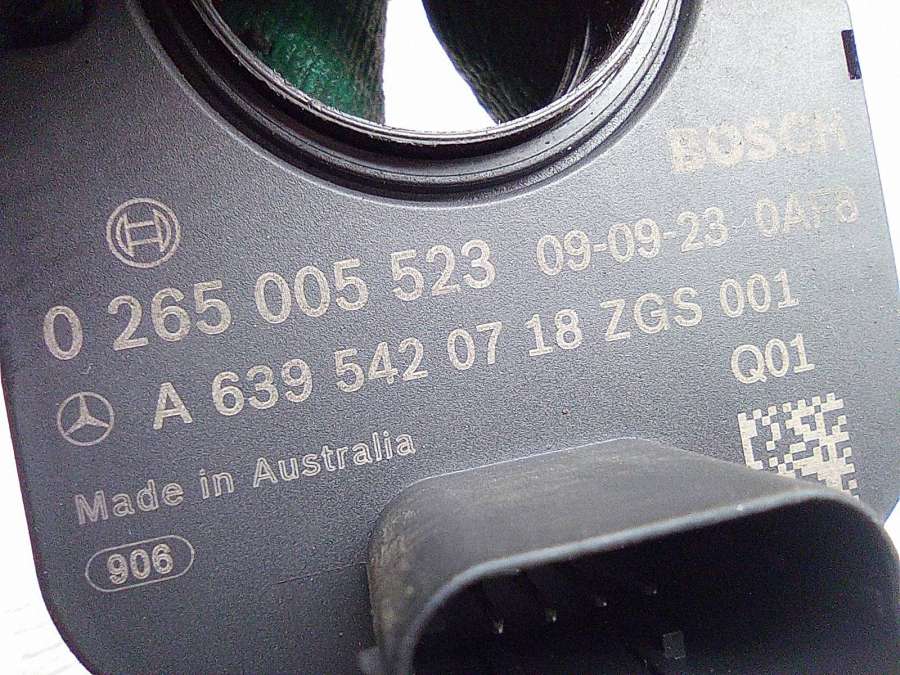 BOSCH
0 265 005 523 09-09-23 0AF8
A 639 542 07 18 ZGS 001
Q01
Made in Australia
906